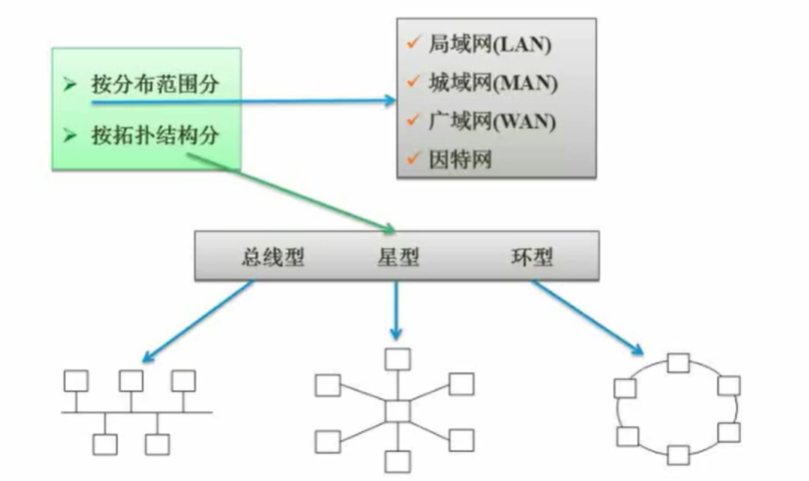 按分布范围分
按拓扑结构分
局域网(LAN)
城域网(MAN)
广域网(WAN)
因特网
总线型 星型 环型